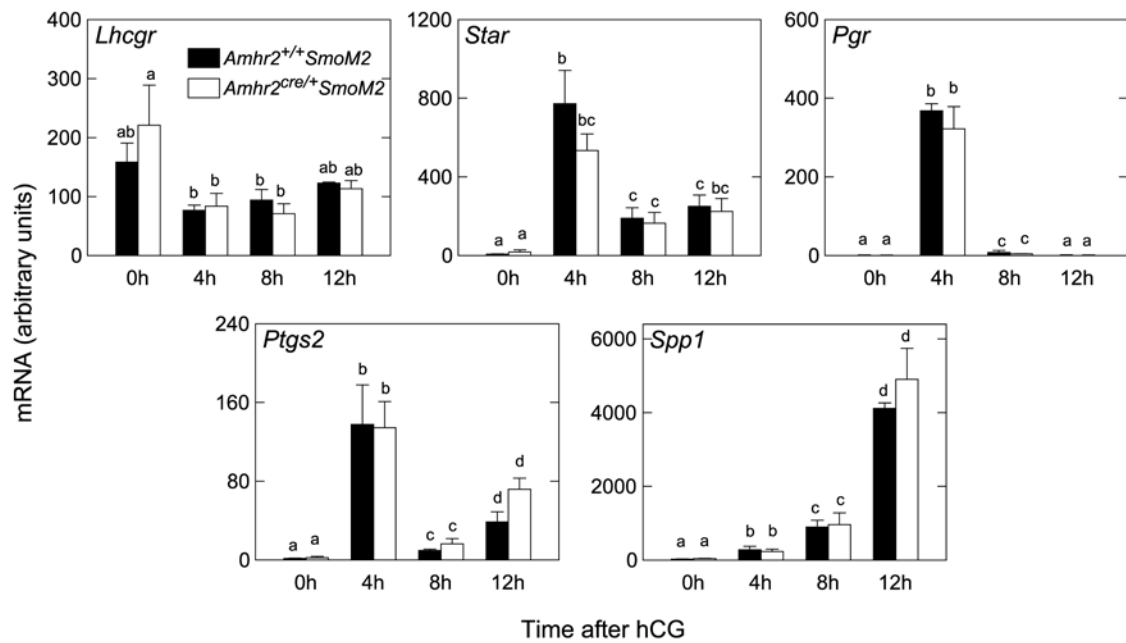 mRNA (arbitrary units)
Lhcgr
Amhr2+/+SmoM2
Amhr2cre/+SmoM2
400
300
200
100
0
ab
a
b
b
b
b
ab
ab
0h
4h
8h
12h
Star
1200
800
400
0
a
a
b
bc
c
c
c
bc
0h
4h
8h
12h
Pgr
600
400
200
0
a
a
b
b
c
c
a
a
0h
4h
8h
12h
Ptgs2
240
160
80
0
a
a
b
b
c
c
d
d
0h
4h
8h
12h
Spp1
6000
4000
2000
0
a
a
b
b
c
c
d
d
0h
4h
8h
12h
Time after hCG